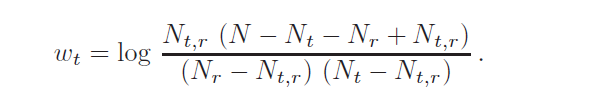 w_t = log \frac{N_{t,r} (N − N_t − N_r + N_{t,r})}{(N_r − N_{t,r}) (N_t − N_{t,r})} .